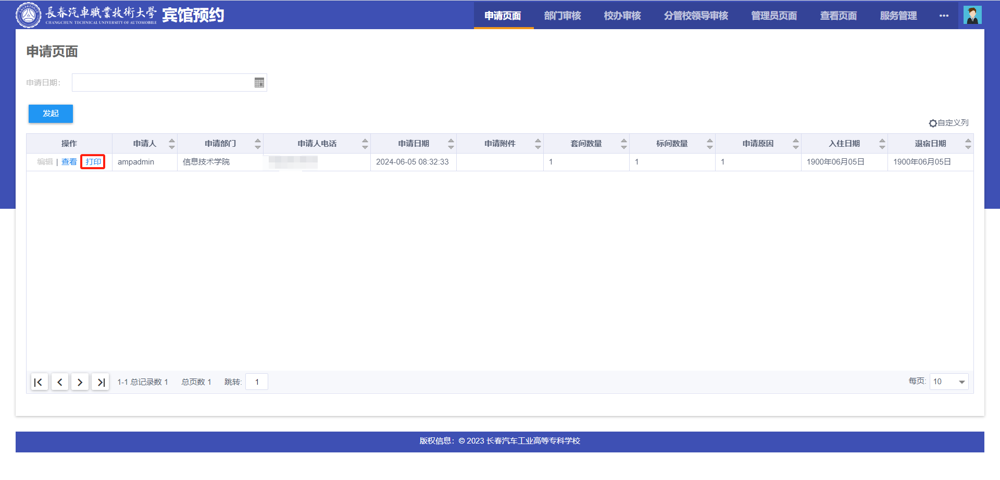 長春汽車職業技術大學 宾馆预约
CHANGCHUN TECHNICAL UNIVERSITY OF AUTOMOBILE
申请页面 部门审核 校办审核 分管校领导审核 管理员页面 查看页面 服务管理 •••
申请页面
申请日期：
发起
自定义列
操作 申请人 申请部门 申请人电话 申请日期 申请附件 套间数量 标间数量 申请原因 入住日期 退宿日期
编辑 | 查看 打印 ampadmin 信息技术学院 2024-06-05 08:32:33 1 1 1 1900年06月05日 1900年06月05日
1-1 总记录数 1 总页数 1 跳转: 1 每页: 10
版权信息：© 2023 长春汽车工业高等专科学校